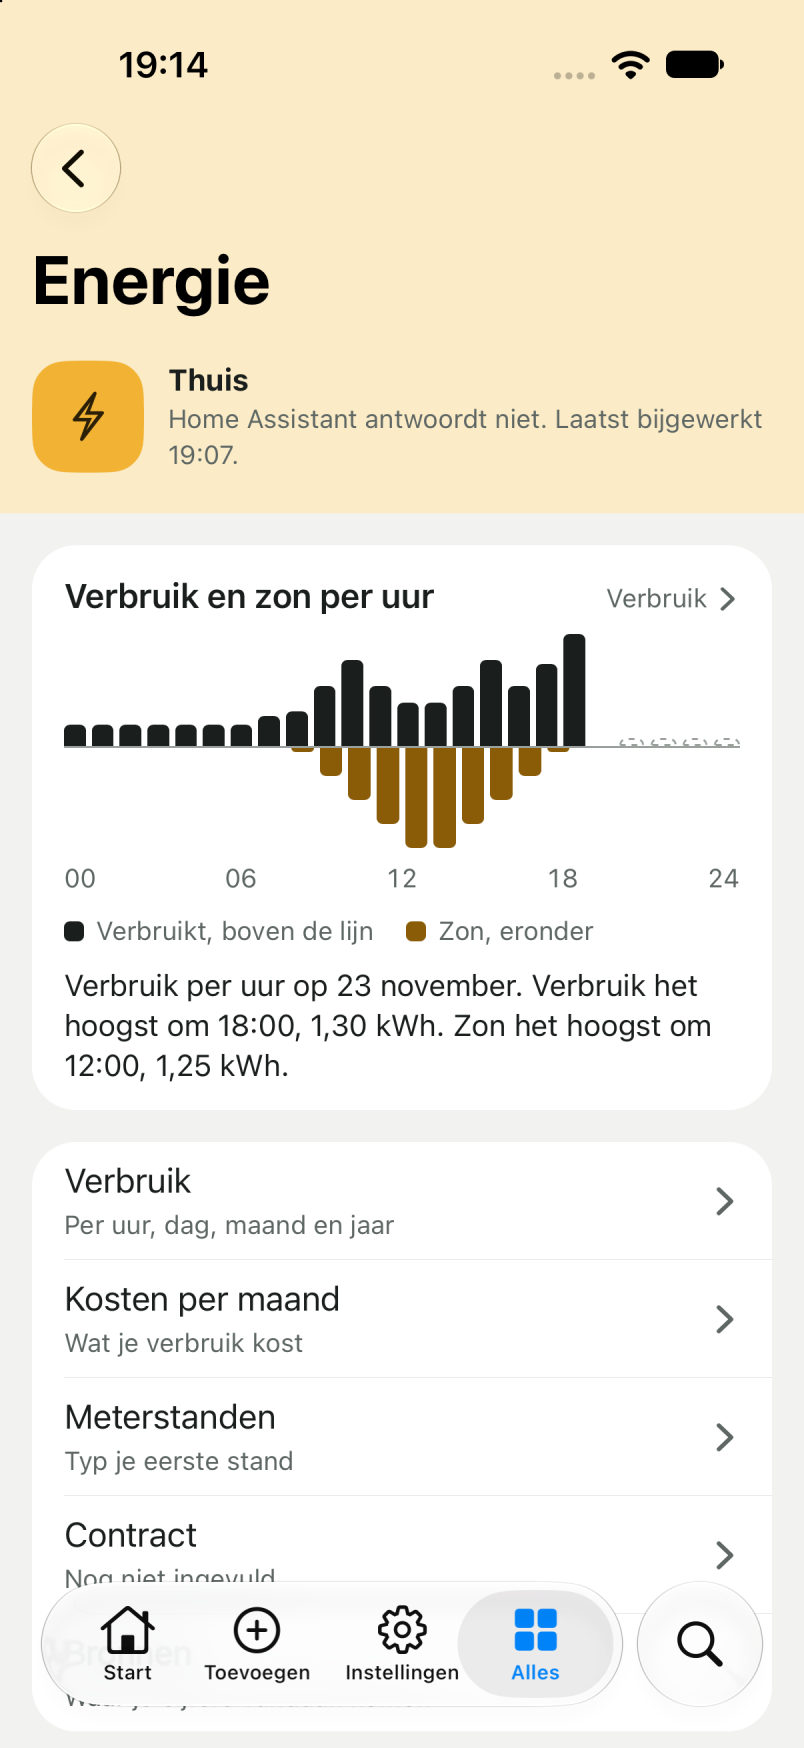 19:14
Energie
Thuis
Home Assistant antwoordt niet. Laatst bijgewerkt
19:07.
Verbruik en zon per uur
Verbruik
00 06 12 18 24
Verbruikt, boven de lijn
Zon, eronder
Verbruik per uur op 23 november. Verbruik het
hoogst om 18:00, 1,30 kWh. Zon het hoogst om
12:00, 1,25 kWh.
Verbruik
Per uur, dag, maand en jaar
Kosten per maand
Wat je verbruik kost
Meterstanden
Typ je eerste stand
Contract
Nog niet ingevuld
Bronnen
Start
Toevoegen
Instellingen
Alles